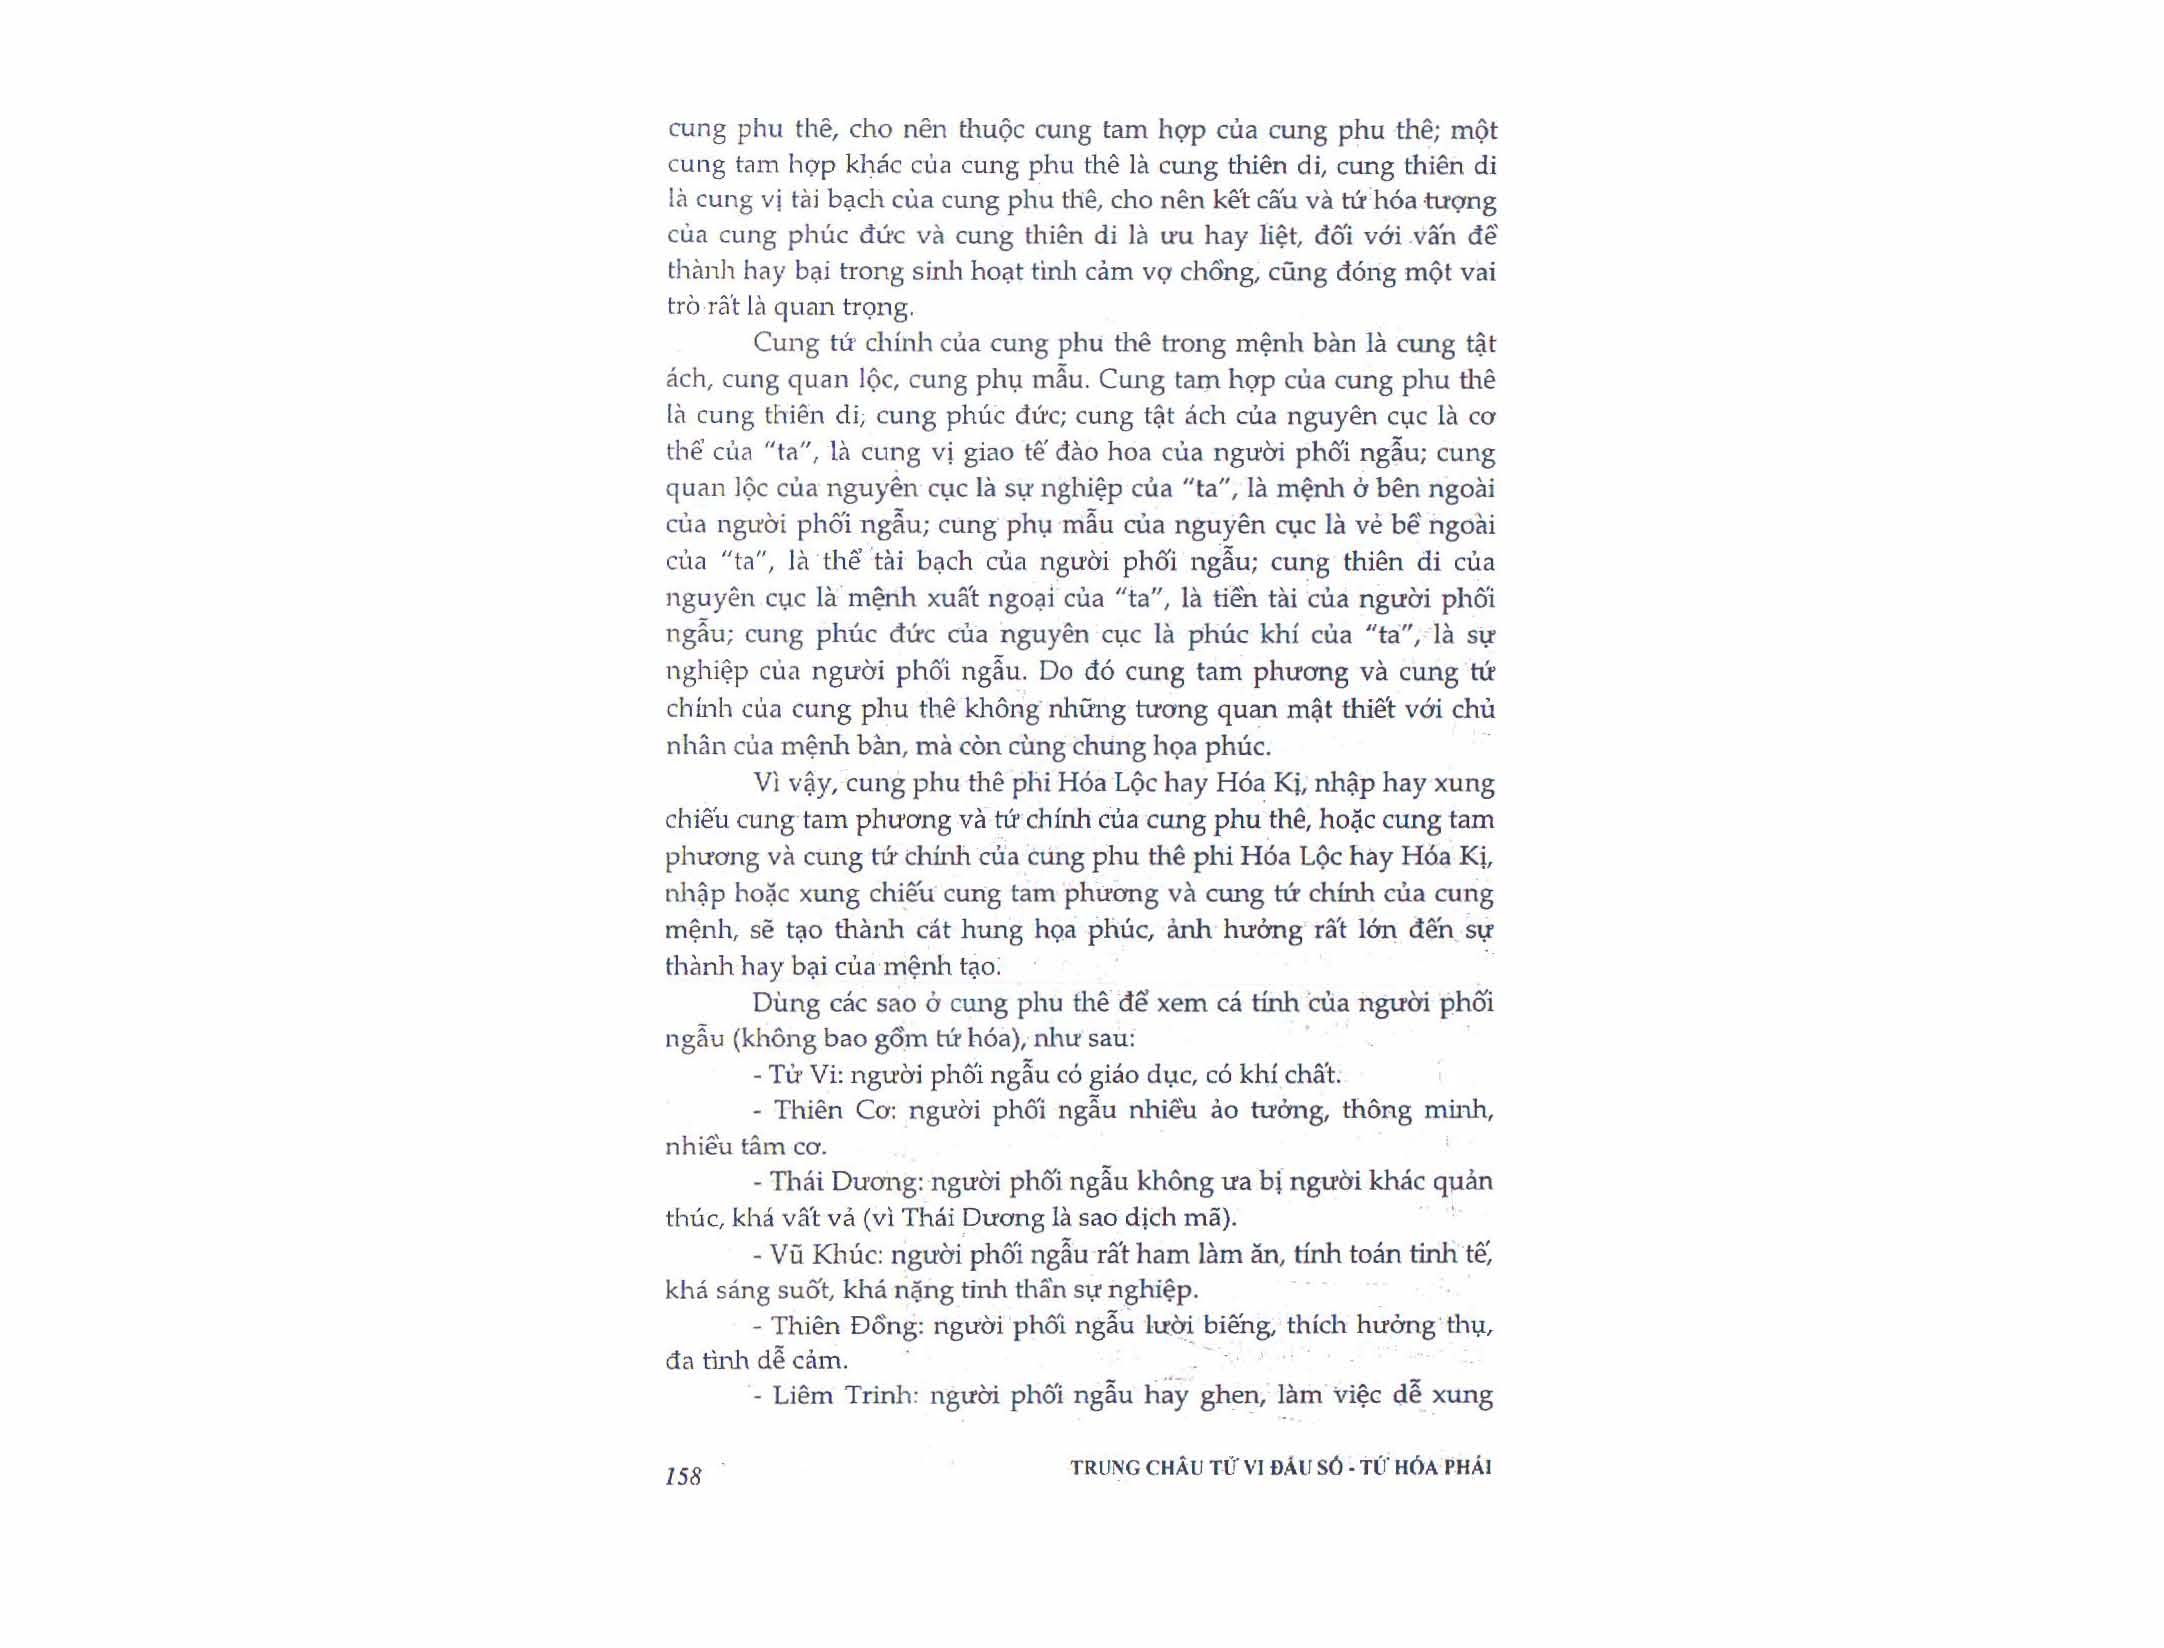 cung phu thê, cho nên thuộc cung tam hợp của cung phu thê; một
cung tam hợp khác của cung phu thê là cung thiên di, cung thiên di
là cung vị tài bạch của cung phu thê, cho nên kết cấu và tứ hóa tượng
của cung phúc đức và cung thiên di là ưu hay liệt, đối với vấn đề
thành hay bại trong sinh hoạt tình cảm vợ chồng, cũng đóng một vai
trò rất là quan trọng.
Cung tứ chính của cung phu thê trong mệnh bàn là cung tật
ách, cung quan lộc, cung phụ mẫu. Cung tam hợp của cung phu thê
là cung thiên di, cung phúc đức; cung tật ách của nguyên cục là cơ
thể của "ta", là cung vị giao tế đào hoa của người phối ngẫu; cung
quan lộc của nguyên cục là sự nghiệp của "ta", là mệnh ở bên ngoài
của người phối ngẫu; cung phụ mẫu của nguyên cục là vẻ bề ngoài
của "ta", là thể tài bạch của người phối ngẫu; cung thiên di của
nguyên cục là mệnh xuất ngoại của "ta", là tiền tài của người phối
ngẫu; cung phúc đức của nguyên cục là phúc khí của "ta", là sự
nghiệp của người phối ngẫu. Do đó cung tam phương và cung tứ
chính của cung phu thê không những tương quan mật thiết với chủ
nhân của mệnh bàn, mà còn cùng chung họa phúc.
Vì vậy, cung phu thê phi Hóa Lộc hay Hóa Kị, nhập hay xung
chiếu cung tam phương và tứ chính của cung phu thê, hoặc cung tam
phương và cung tứ chính của cung phu thê phi Hóa Lộc hay Hóa Kị,
nhập hoặc xung chiếu cung tam phương và cung tứ chính của cung
mệnh, sẽ tạo thành cát hung họa phúc, ảnh hưởng rất lớn đến sự
thành hay bại của mệnh tạo.
Dùng các sao ở cung phu thê để xem cá tính của người phối
ngẫu (không bao gồm tứ hóa), như sau:
- Tử Vi: người phối ngẫu có giáo dục, có khí chất.
- Thiên Cơ: người phối ngẫu nhiều ảo tưởng, thông minh,
nhiều tâm cơ.
- Thái Dương: người phối ngẫu không ưa bị người khác quản
thúc, khá vất vả (vì Thái Dương là sao dịch mã).
- Vũ Khúc: người phối ngẫu rất ham làm ăn, tính toán tinh tế,
khá sáng suốt, khá nặng tinh thần sự nghiệp.
- Thiên Đồng: người phối ngẫu lười biếng, thích hưởng thụ,
đa tình dễ cảm.
- Liêm Trinh: người phối ngẫu hay ghen, làm việc dễ xung
158
TRUNG CHÂU TỬ VI ĐẨU SỐ - TỨ HÓA PHÁI